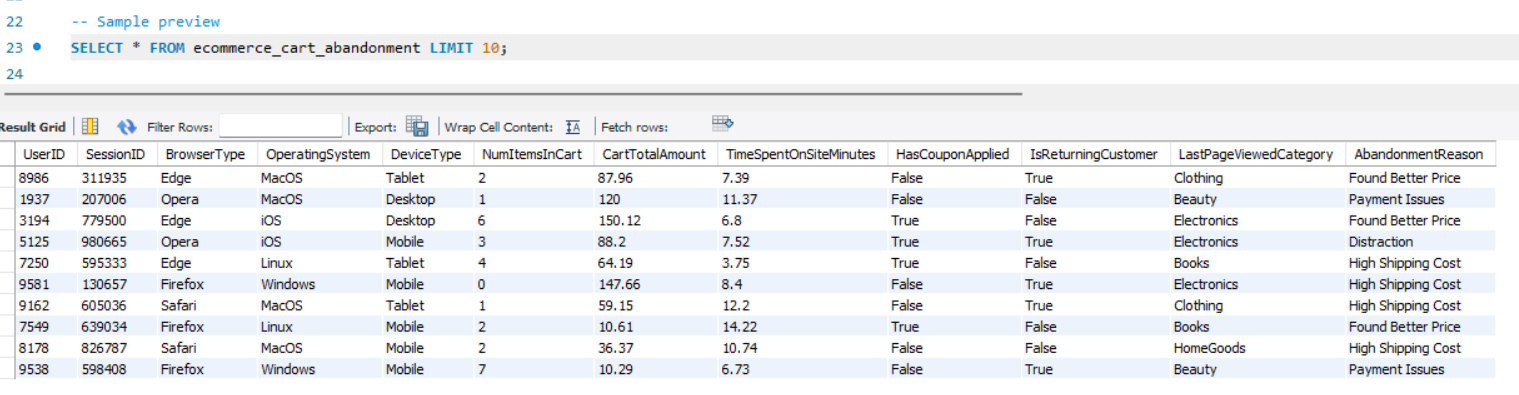 22 -- Sample preview
23 SELECT * FROM ecommerce_cart_abandonment LIMIT 10;
24
Result Grid Filter Rows: Export: Wrap Cell Content: IA Fetch rows:
UserID SessionID BrowserType OperatingSystem DeviceType NumItemsInCart CartTotalAmount TimeSpentOnSiteMinutes HasCouponApplied IsReturningCustomer LastPageViewedCategory AbandonmentReason
8986 311935 Edge MacOS Tablet 2 87.96 7.39 False True Clothing Found Better Price
1937 207006 Opera MacOS Desktop 1 120 11.37 False False Beauty Payment Issues
3194 779500 Edge iOS Desktop 6 150.12 6.8 True False Electronics Found Better Price
5125 980665 Opera iOS Mobile 3 88.2 7.52 True True Electronics Distraction
7250 595333 Edge Linux Tablet 4 64.19 3.75 True False Books High Shipping Cost
9581 130657 Firefox Windows Mobile 0 147.66 8.4 False True Electronics High Shipping Cost
9162 605036 Safari MacOS Tablet 1 59.15 12.2 False True Clothing High Shipping Cost
7549 639034 Firefox Linux Mobile 2 10.61 14.22 True False Books Found Better Price
8178 826787 Safari MacOS Mobile 2 36.37 10.74 False False HomeGoods High Shipping Cost
9538 598408 Firefox Windows Mobile 7 10.29 6.73 False True Beauty Payment Issues